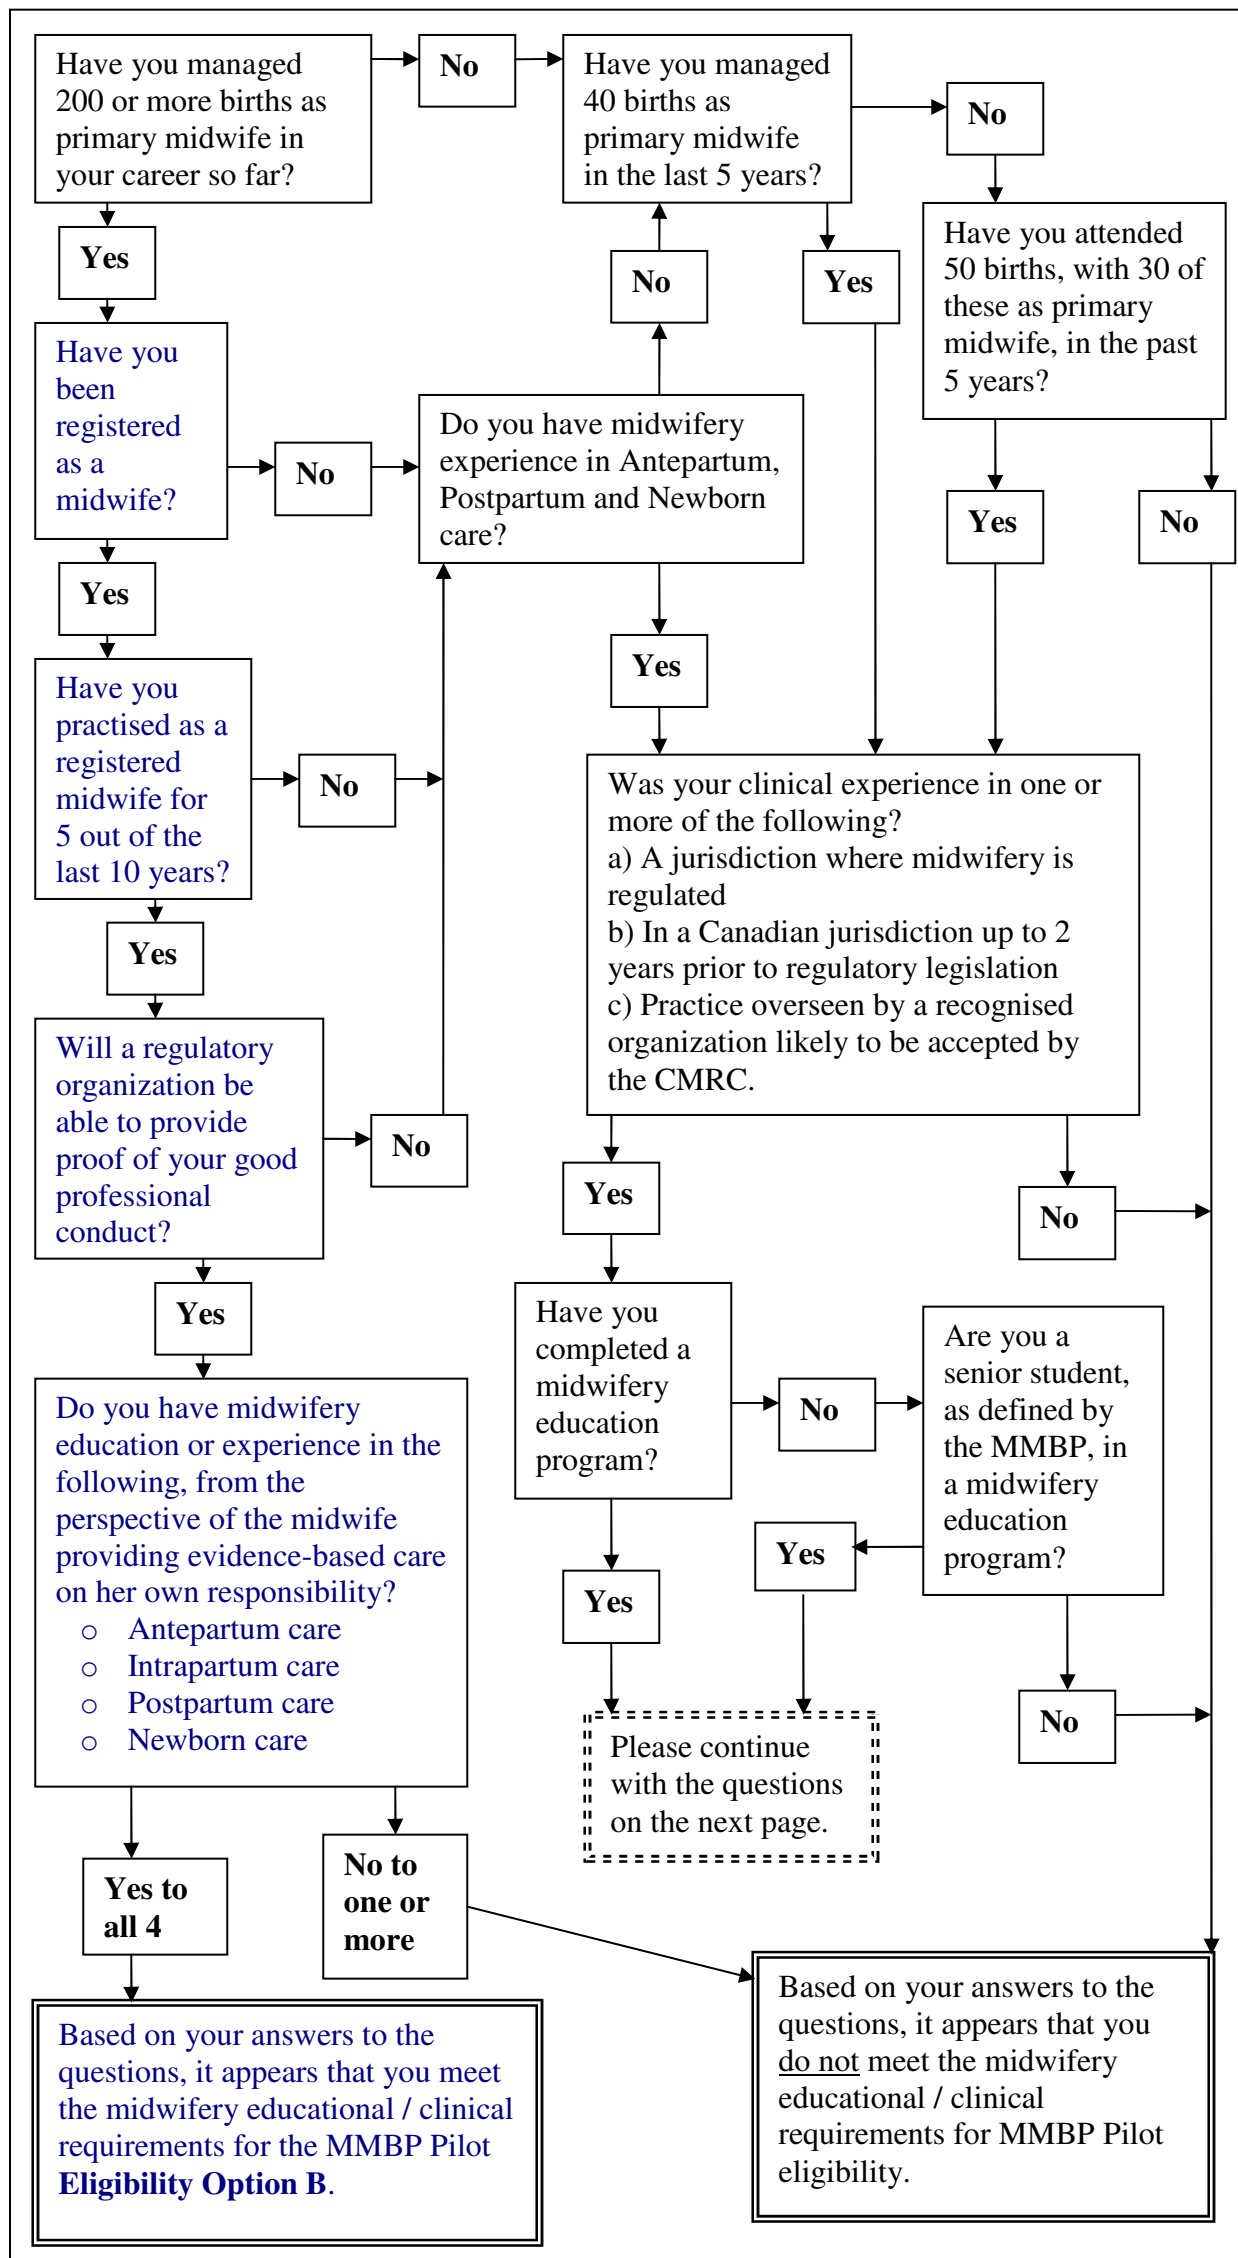 Have you managed
200 or more births as
primary midwife in
your career so far?
No
Have you managed
40 births as
primary midwife
in the last 5 years?
No
Yes
No
Yes
Have you attended
50 births, with 30 of
these as primary
midwife, in the past
5 years?
Have you
been
registered
as a
midwife?
No
Do you have midwifery
experience in Antepartum,
Postpartum and Newborn
care?
Yes
No
Yes
Yes
Have you
practised as a
registered
midwife for
5 out of the
last 10 years?
No
Was your clinical experience in one or
more of the following?
a) A jurisdiction where midwifery is
regulated
b) In a Canadian jurisdiction up to 2
years prior to regulatory legislation
c) Practice overseen by a recognised
organization likely to be accepted by
the CMRC.
Yes
Will a regulatory
organization be
able to provide
proof of your good
professional
conduct?
No
Yes
No
Yes
Have you
completed a
midwifery
education
program?
No
Are you a
senior student,
as defined by
the MMBP, in
a midwifery
education
program?
Do you have midwifery
education or experience in the
following, from the
perspective of the midwife
providing evidence-based care
on her own responsibility?
o Antepartum care
o Intrapartum care
o Postpartum care
o Newborn care
Yes
Yes
No
Please continue
with the questions
on the next page.
Yes to
all 4
No to
one or
more
Based on your answers to the
questions, it appears that you meet
the midwifery educational / clinical
requirements for the MMBP Pilot
Eligibility Option B.
Based on your answers to the
questions, it appears that you
do not meet the midwifery
educational / clinical
requirements for MMBP Pilot
eligibility.